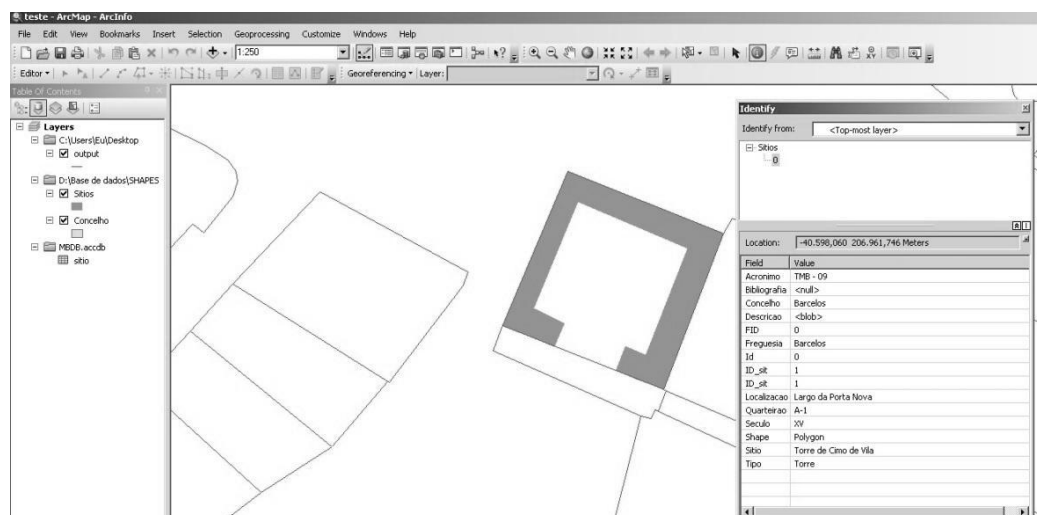 teste - ArcMap - ArcInfo
File Edit View Bookmarks Insert Selection Geoprocessing Customize Windows Help
1:250
Editor Georeferencing Layer:
Table Of Contents
Layers
C:\Users\Eu\Desktop
output
D:\Base de dados\SHAPES
Sitios
Concelho
MBDB.accdb
sitio
Identify
Identify from: <Top-most layer>
Sitios
0
Location: -40.598,060 206.961,746 Meters
Field Value
Acronimo TMB - 09
Bibliografia <null>
Concelho Barcelos
Descricao <blob>
FID 0
Freguesia Barcelos
Id 0
ID_sit 1
ID_sit 1
Localizacao Largo da Porta Nova
Quarteirao A-1
Seculo XV
Shape Polygon
Sitio Torre de Cimo de Vila
Tipo Torre